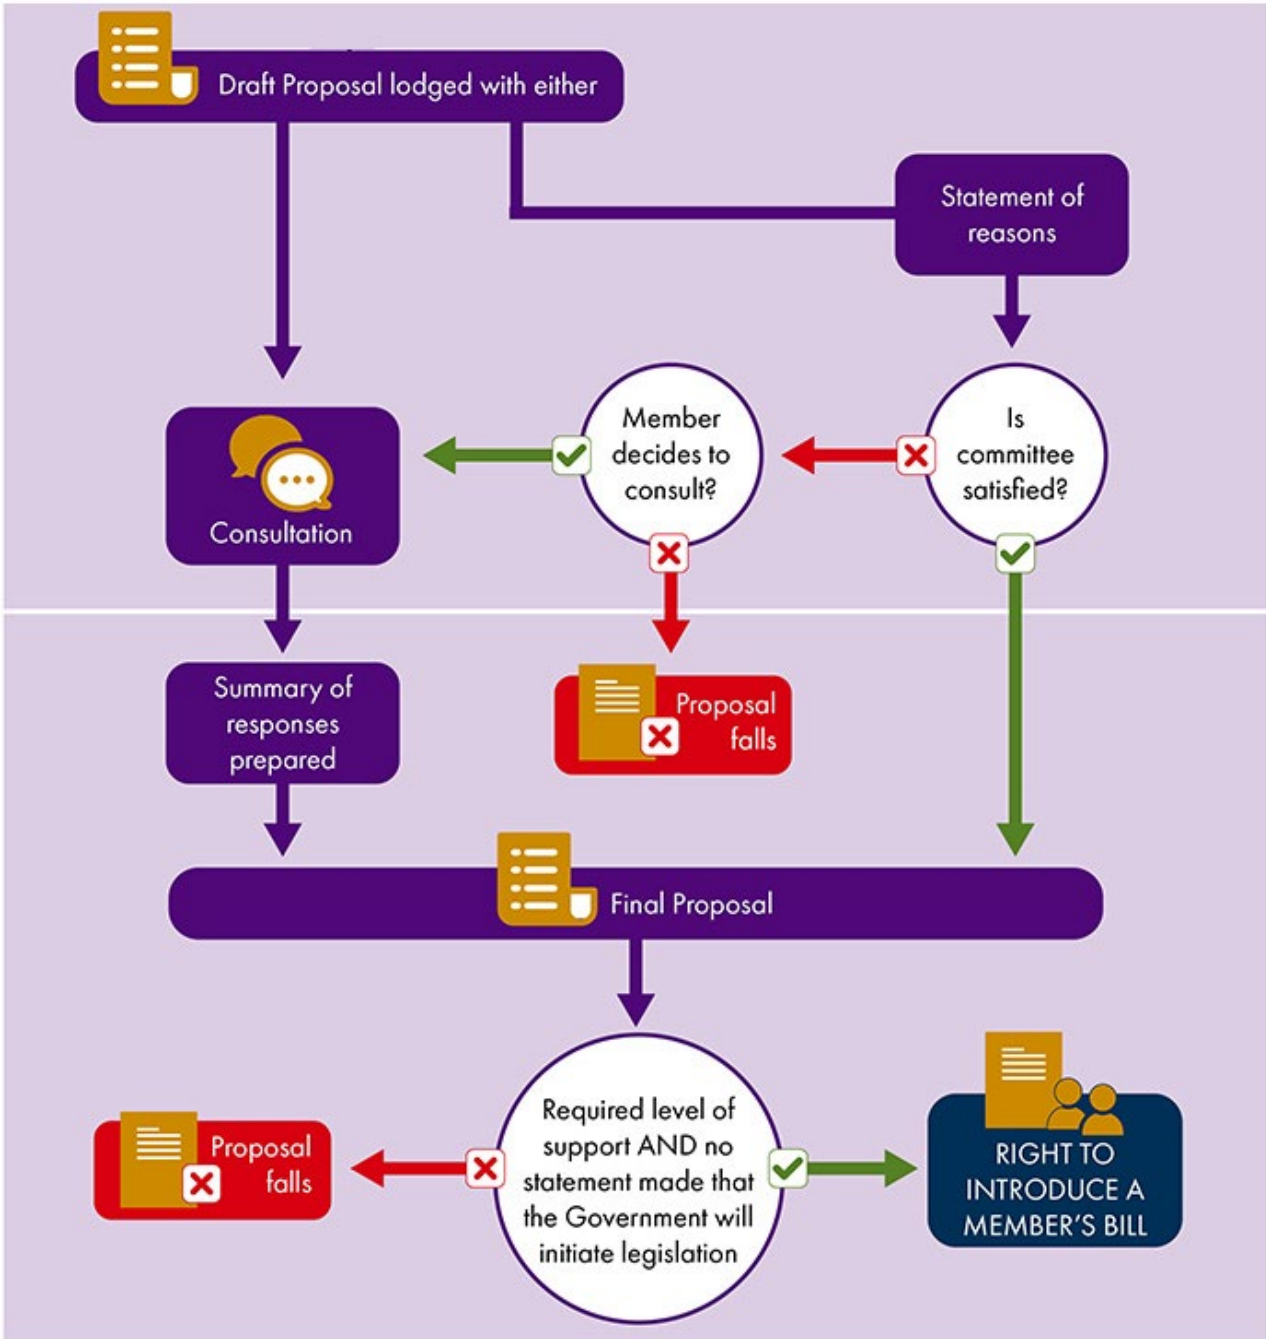 Draft Proposal lodged with either
Statement of
reasons
Member
decides to
consult?
Is
committee
satisfied?
Consultation
Summary of
responses
prepared
Proposal
falls
Final Proposal
Required level of
support AND no
statement made that
the Government will
initiate legislation
Proposal
falls
RIGHT TO
INTRODUCE A
MEMBER'S BILL